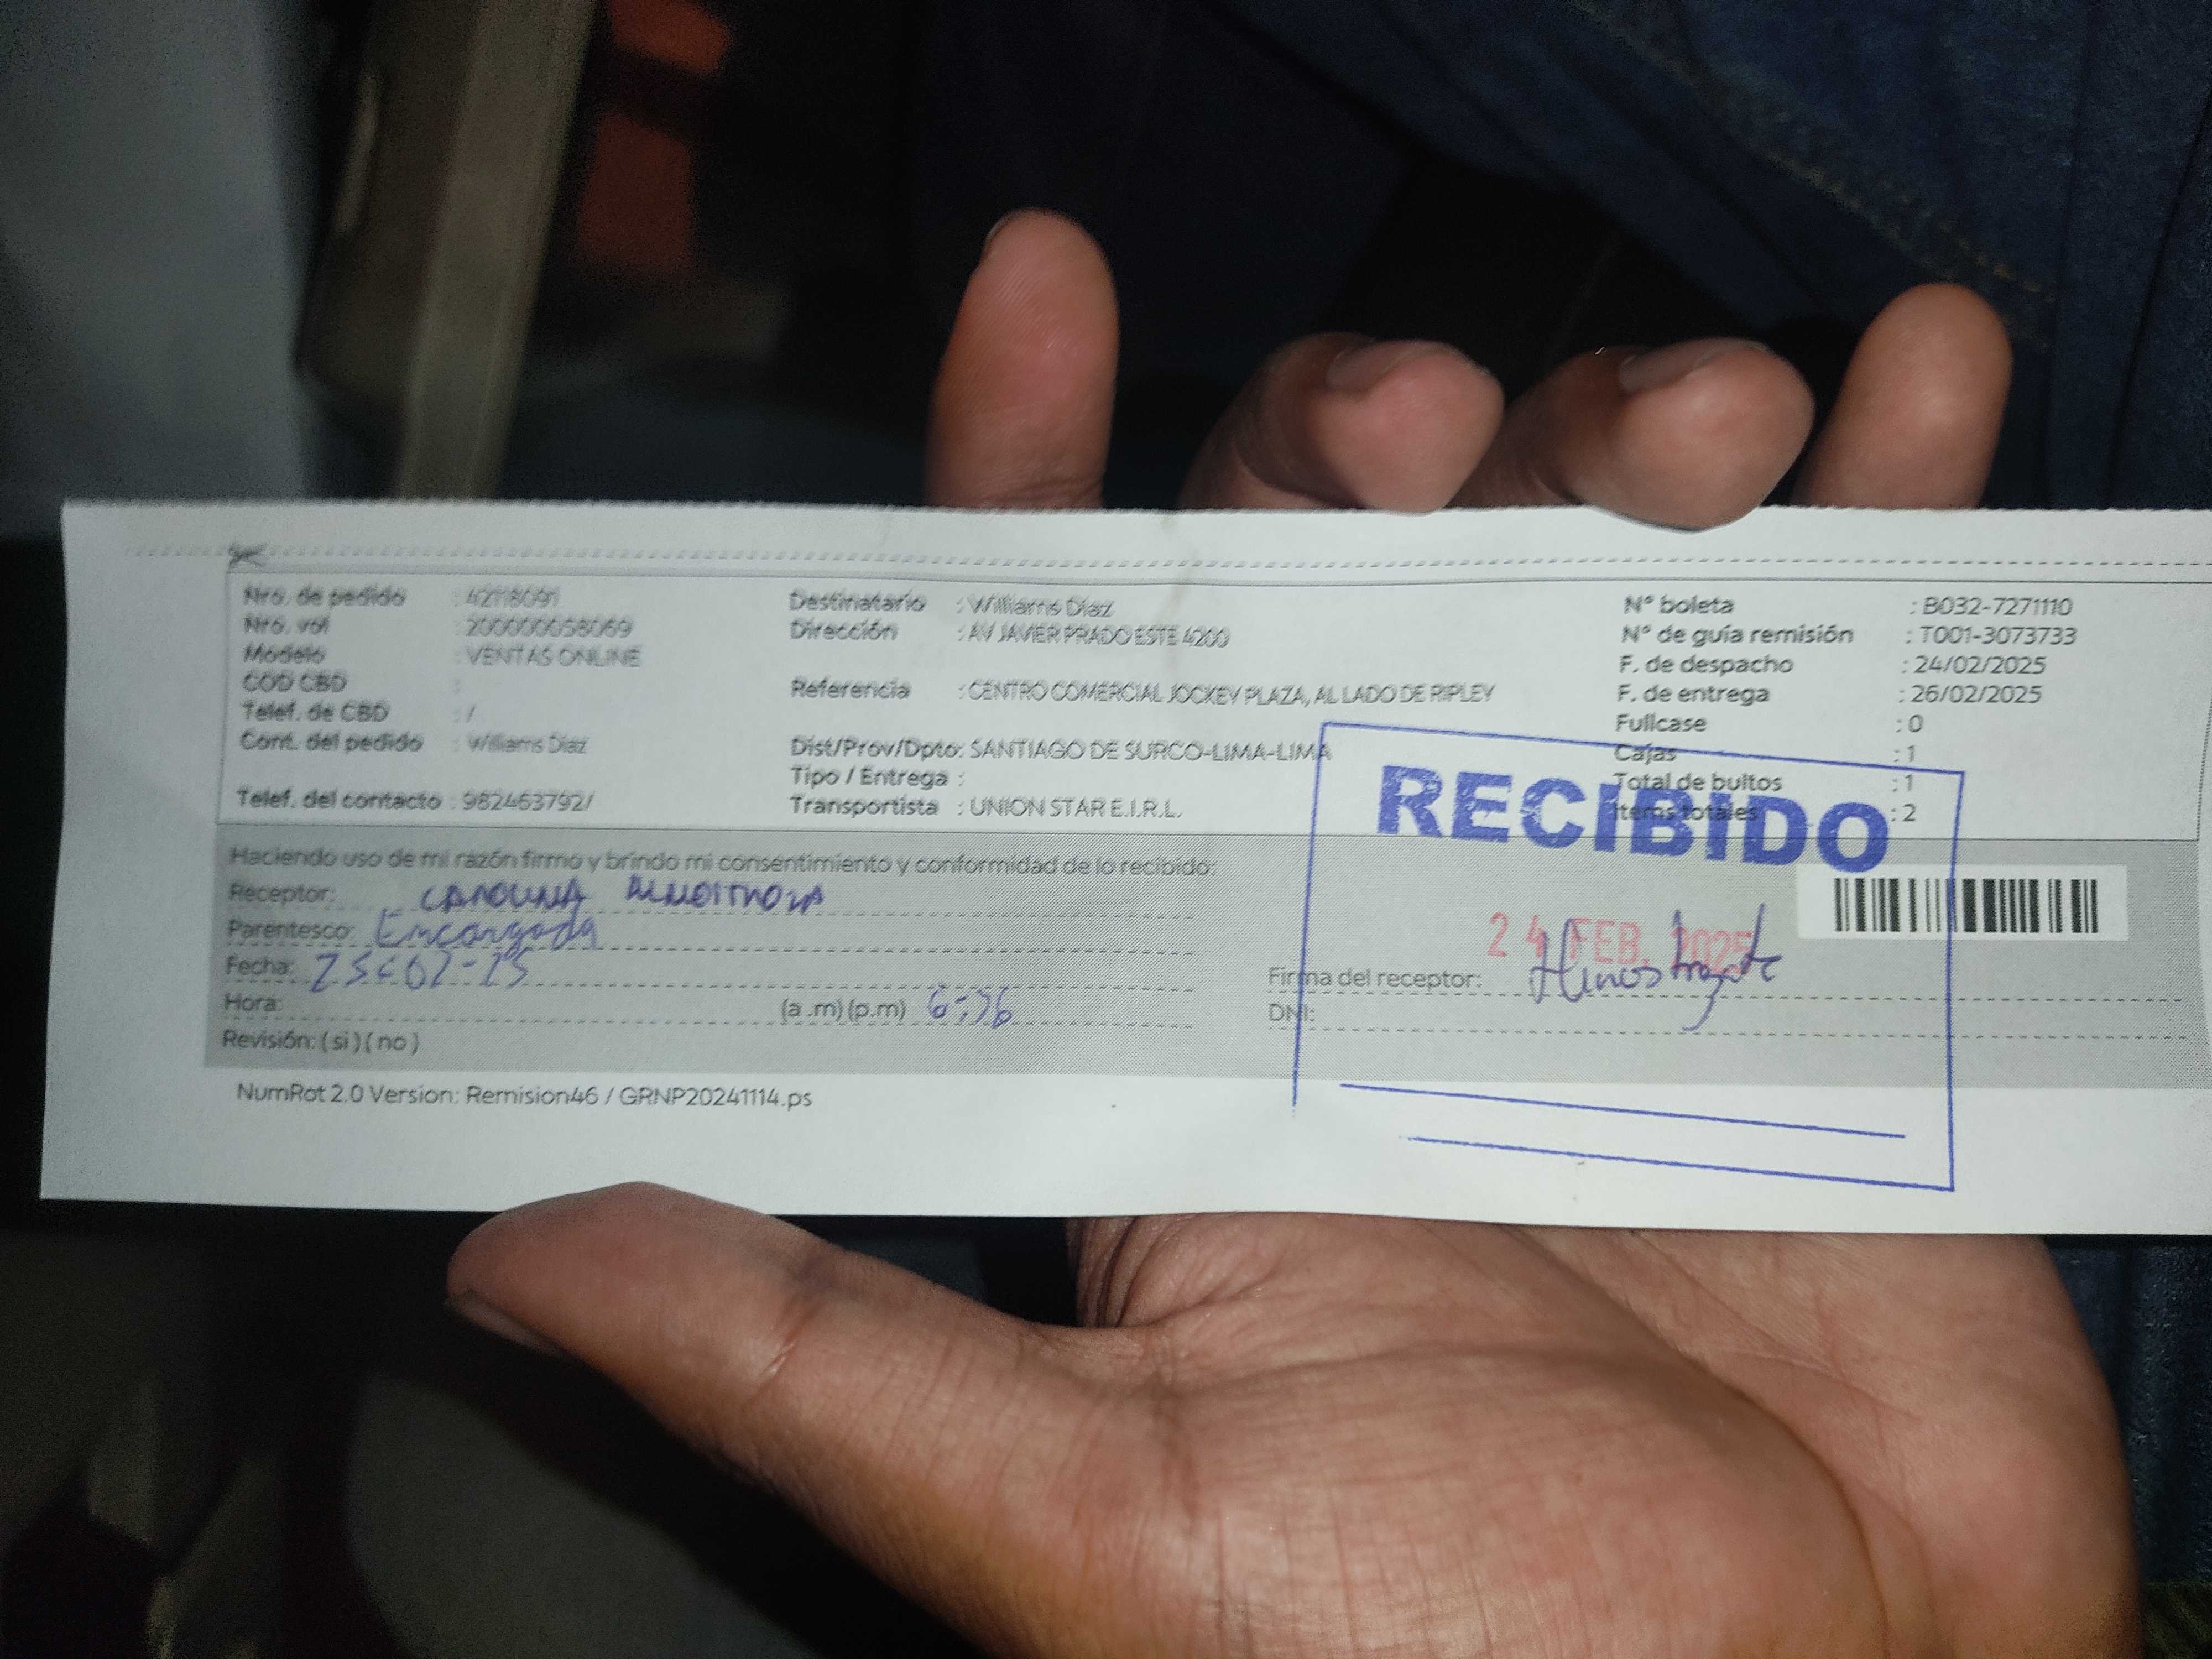 Nro. de pedido : 42118091
Nro. vol : 200000058069
Modelo : VENTAS ONLINE
COD CBD :
Telef. de CBD : /
Cont. del pedido : Williams Diaz
Telef. del contacto : 982463792/
Destinatario : Williams Diaz
Dirección : AV JAVIER PRADO ESTE 4200
Referencia : CENTRO COMERCIAL JOCKEY PLAZA, AL LADO DE RIPLEY
Dist/Prov/Dpto: SANTIAGO DE SURCO-LIMA-LIMA
Tipo / Entrega :
Transportista : UNION STAR E.I.R.L.
N° boleta : B032-7271110
N° de guía remisión : T001-3073733
F. de despacho : 24/02/2025
F. de entrega : 26/02/2025
Fullcase : 0
Cajas : 1
Total de bultos : 1
Items totales : 2
RECIBIDO
24 FEB. 2025
Haciendo uso de mi razón firmo y brindo mi consentimiento y conformidad de lo recibido:
Receptor:
Parentesco: Encargada
Fecha:
Hora: (a .m) (p.m)
Revisión: ( si ) ( no )
Firma del receptor:
DNI:
NumRot 2.0 Version: Remision46 / GRNP20241114.ps